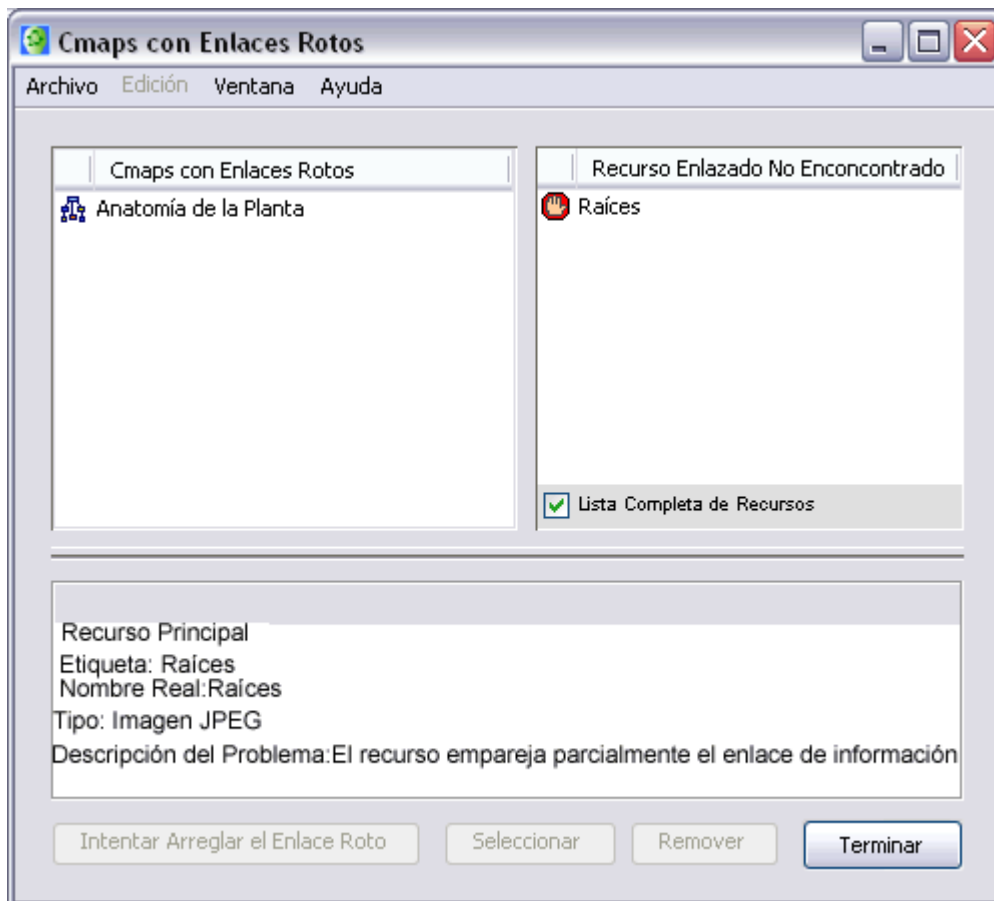 Cmaps con Enlaces Rotos
Archivo Edición Ventana Ayuda
Cmaps con Enlaces Rotos
Anatomía de la Planta
Recurso Enlazado No Enconcontrado
Raíces
Lista Completa de Recursos
Recurso Principal
Etiqueta: Raíces
Nombre Real:Raíces
Tipo: Imagen JPEG
Descripción del Problema:El recurso empareja parcialmente el enlace de información
Intentar Arreglar el Enlace Roto Seleccionar Remover Terminar